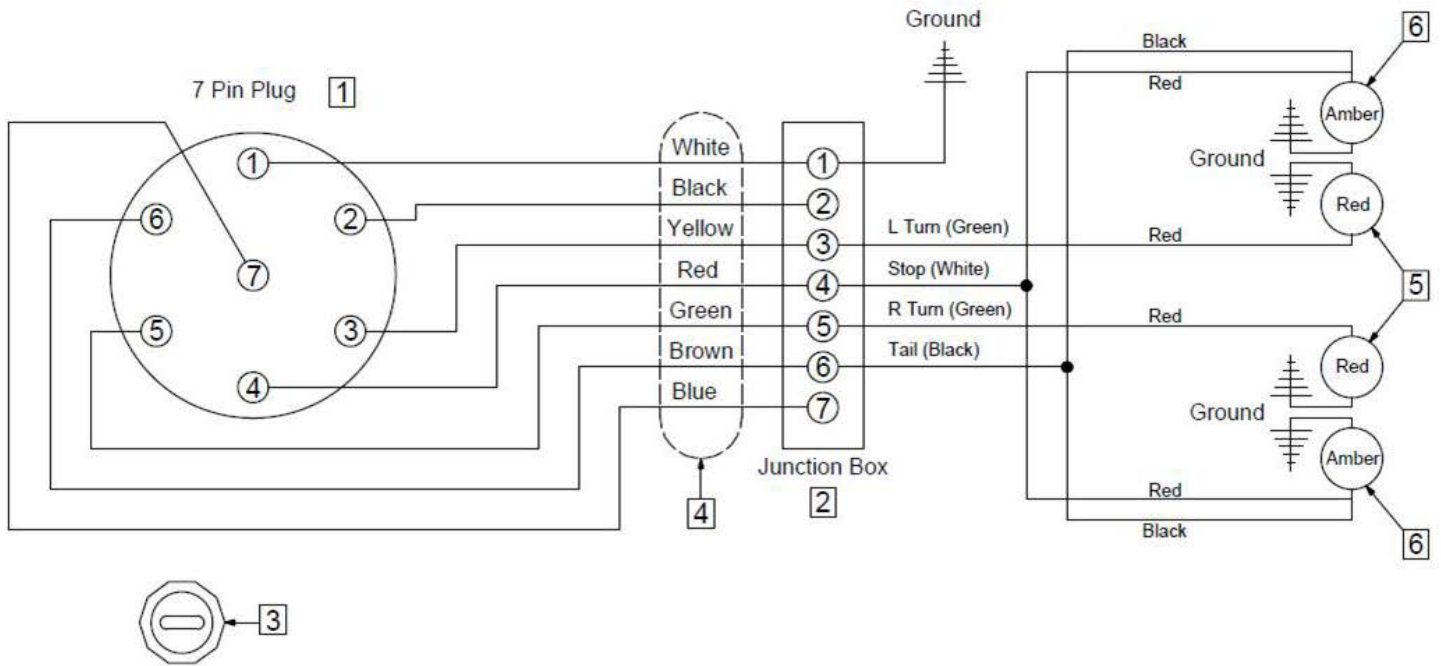 Ground
7 Pin Plug 1
1
6
2
7
5
3
4
White
Black
Yellow
Red
Green
Brown
Blue
4
1
2
3
4
5
6
7
Junction Box
2
L Turn (Green)
Stop (White)
R Turn (Green)
Tail (Black)
Black
Red
Amber
6
Ground
Red
Red
5
Red
Red
Ground
Amber
Red
Black
6
3